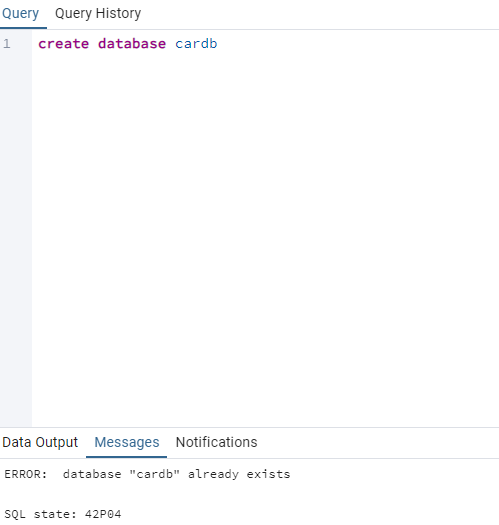 Query Query History
1 create database cardb
Data Output Messages Notifications
ERROR:  database "cardb" already exists
SQL state: 42P04